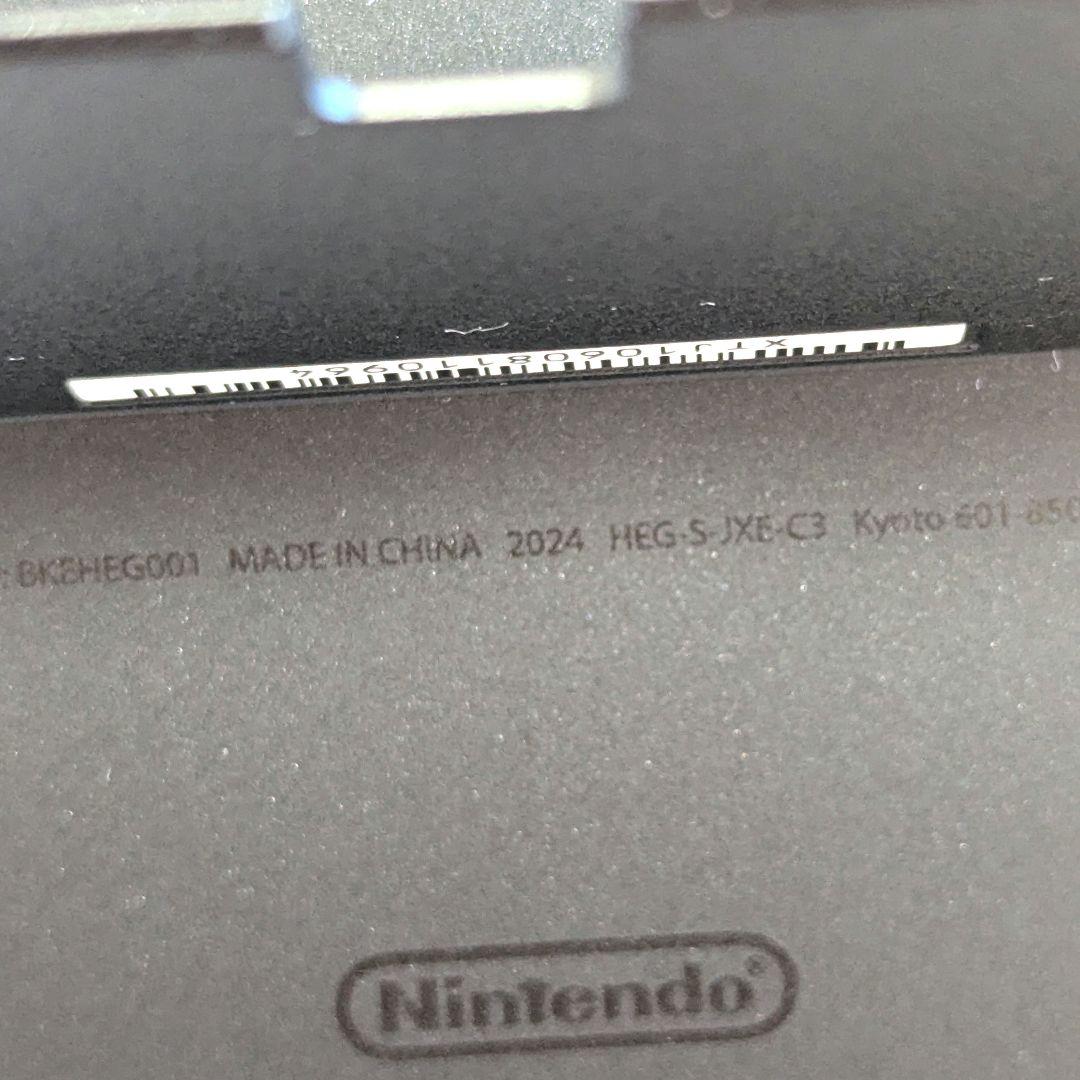 XTJ10608110964
: BKEHEG001 MADE IN CHINA 2024 HEG-S-JXE-C3 Kyoto 601-850
Nintendo®